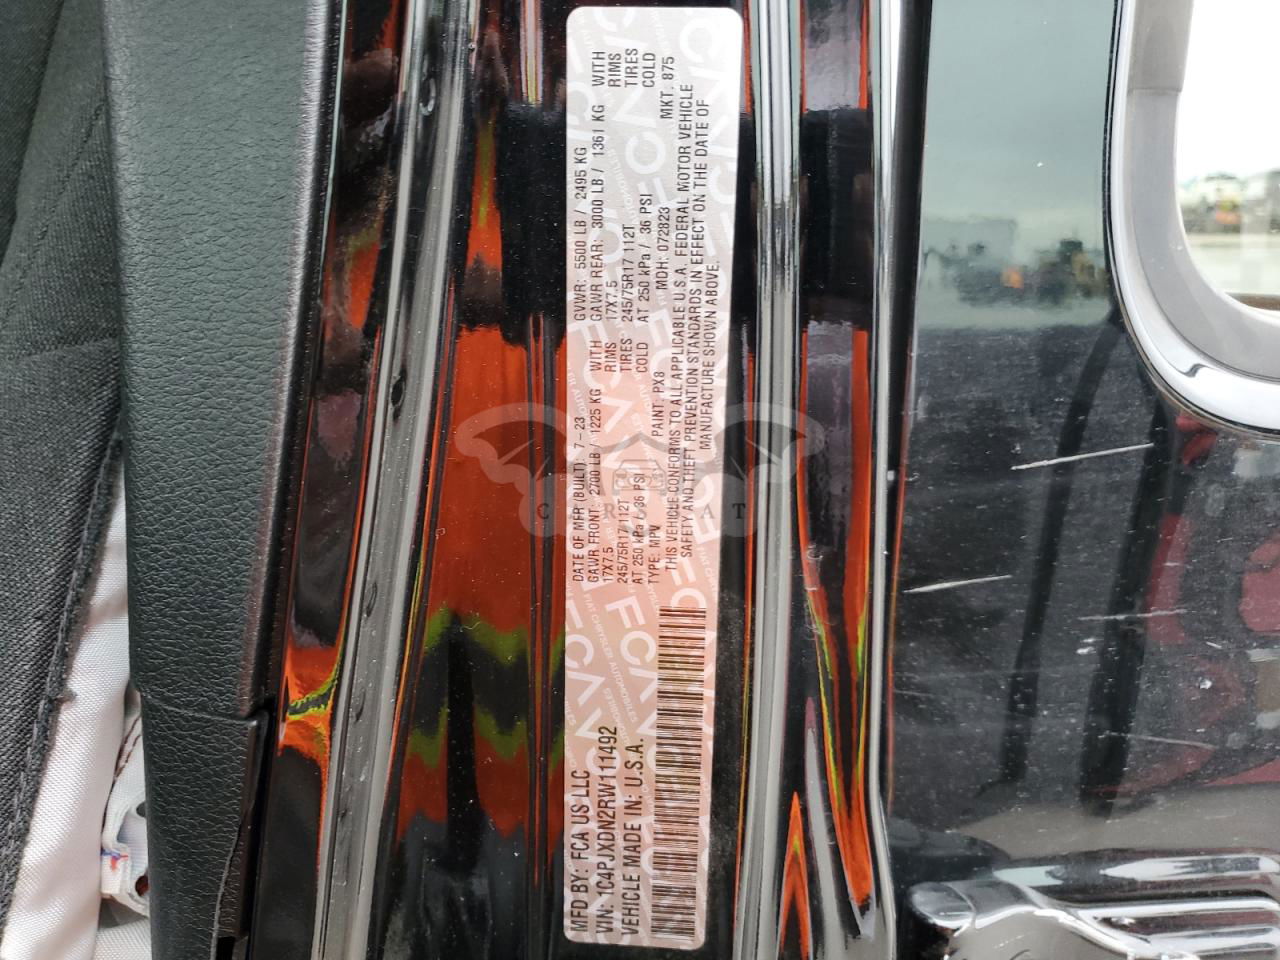 MFD BY: FCA US LLC
VIN: 1C4PJXDN2RW111492
VEHICLE MADE IN: U.S.A.
DATE OF MFR (BUILT): 7-23 GVWR: 5500 LB / 2495 KG
GAWR FRONT: 2700 LB / 1225 KG WITH GAWR REAR: 3000 LB / 1361 KG WITH
17X7.5 RIMS 17X7.5 RIMS
245/75R17 112T TIRES 245/75R17 112T TIRES
AT 250 kPa / 36 PSI COLD AT 250 kPa / 36 PSI COLD
TYPE: MPV PAINT: PX8 MDH: 072823 MKT. 875
THIS VEHICLE CONFORMS TO ALL APPLICABLE U.S.A. FEDERAL MOTOR VEHICLE
SAFETY AND THEFT PREVENTION STANDARDS IN EFFECT ON THE DATE OF
MANUFACTURE SHOWN ABOVE.